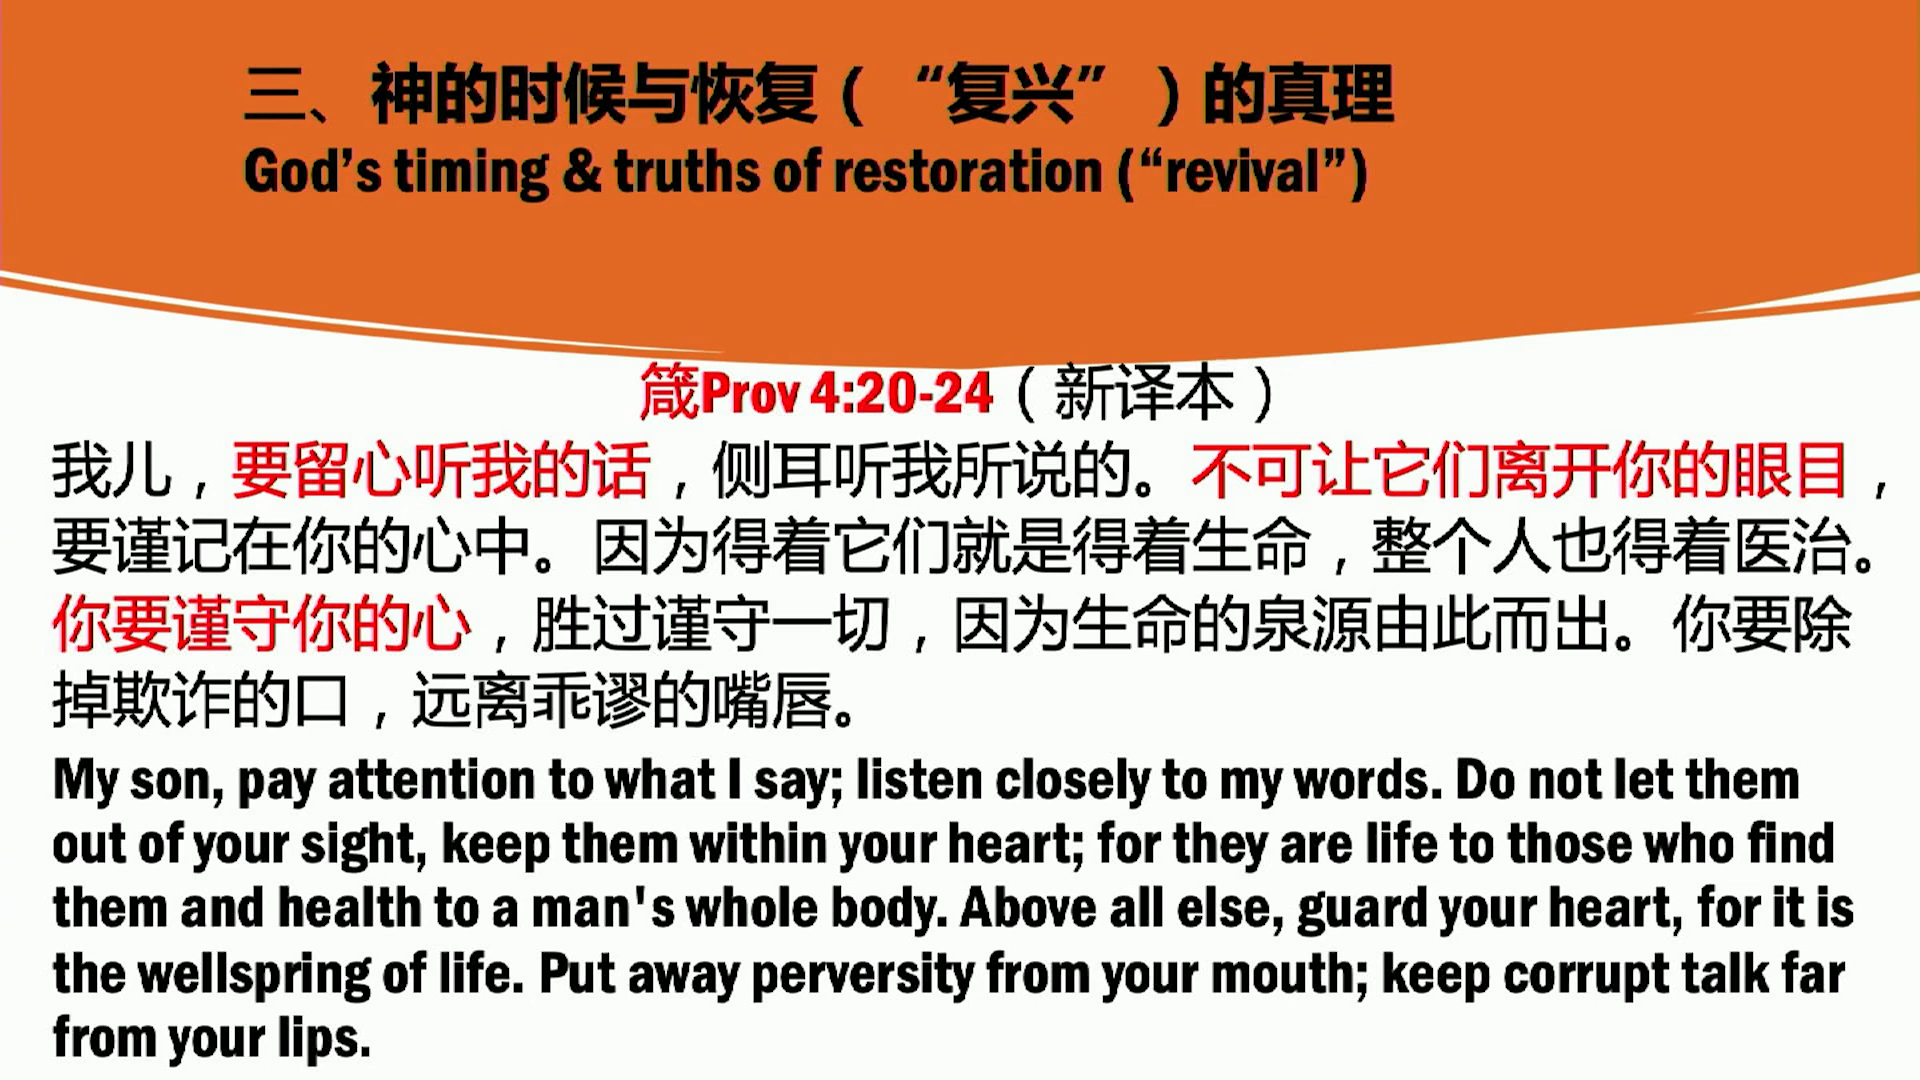 三、神的时候与恢复（“复兴”）的真理
God’s timing & truths of restoration (“revival”)
箴Prov 4:20-24（新译本）
我儿，要留心听我的话，侧耳听我所说的。不可让它们离开你的眼目，
要谨记在你的心中。因为得着它们就是得着生命，整个人也得着医治。
你要谨守你的心，胜过谨守一切，因为生命的泉源由此而出。你要除
掉欺诈的口，远离乖谬的嘴唇。
My son, pay attention to what I say; listen closely to my words. Do not let them
out of your sight, keep them within your heart; for they are life to those who find
them and health to a man's whole body. Above all else, guard your heart, for it is
the wellspring of life. Put away perversity from your mouth; keep corrupt talk far
from your lips.